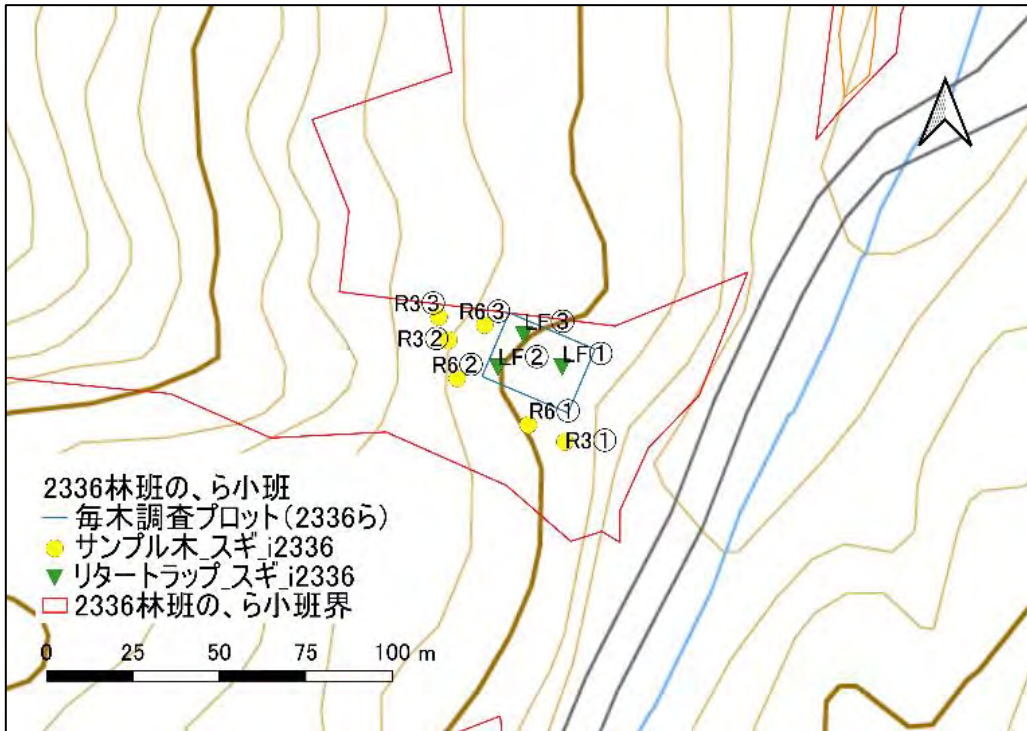 R3③
R6③
LF③
R3②
LF②
LF①
R6②
R6①
R3①
2336林班の、ら小班
毎木調査プロット(2336ら)
サンプル木_スギ_i2336
リタートラップ_スギ_i2336
2336林班の、ら小班界
0 25 50 75 100 m